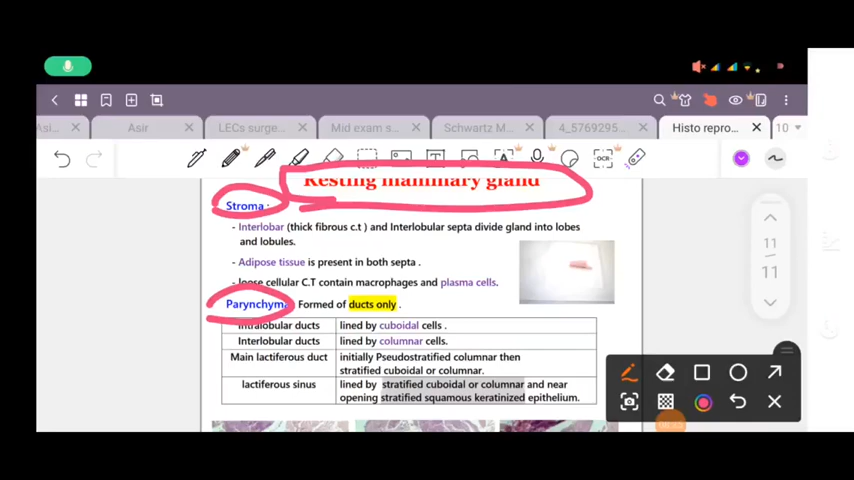 Asi...
Asir
LECs surge...
Mid exam s...
Schwartz M...
4_5769295...
Histo repro...
10
OCR
Resting mammary gland
Stroma :
- Interlobar (thick fibrous c.t ) and Interlobular septa divide gland into lobes
and lobules.
- Adipose tissue is present in both septa .
- loose cellular C.T contain macrophages and plasma cells.
Parynchyma Formed of ducts only .
Intralobular ducts lined by cuboidal cells .
Interlobular ducts lined by columnar cells.
Main lactiferous duct initially Pseudostratified columnar then
stratified cuboidal or columnar.
lactiferous sinus lined by stratified cuboidal or columnar and near
opening stratified squamous keratinized epithelium.
11
11